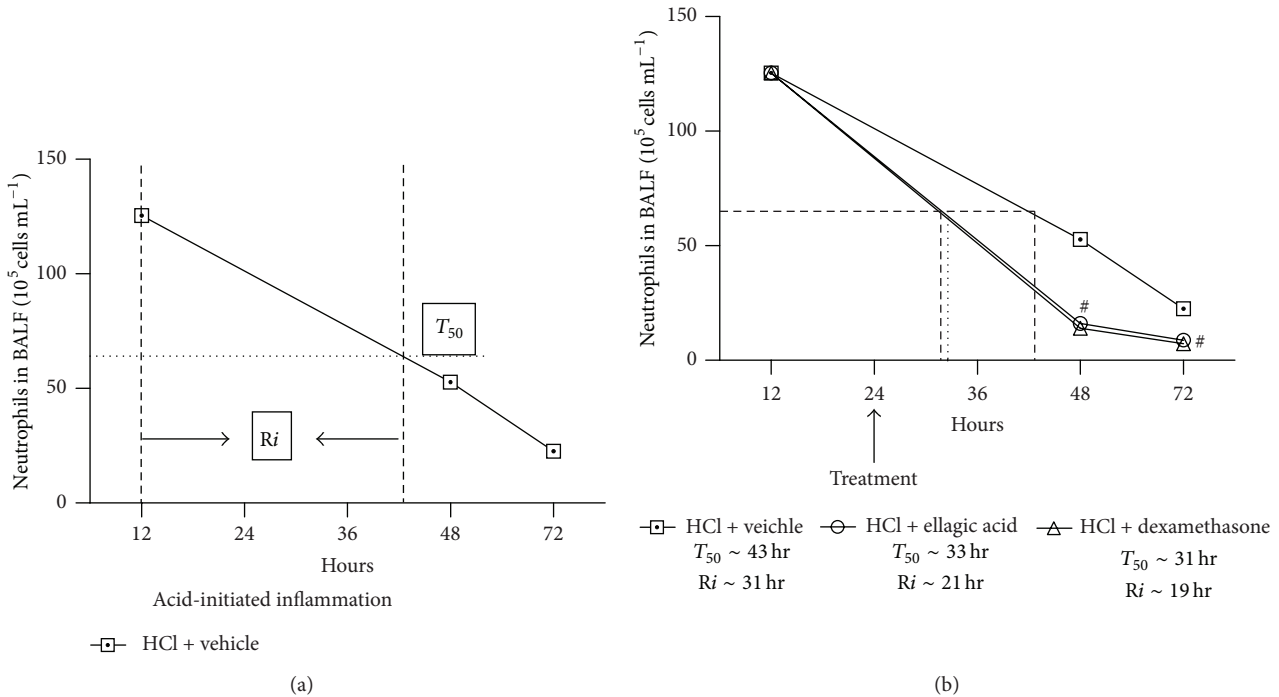 Neutrophils in BALF (10⁵ cells mL⁻¹)
150
100
50
0
T₅₀
Ri
12 24 36 48 72
Hours
Acid-initiated inflammation
HCl + vehicle
(a)
Neutrophils in BALF (10⁵ cells mL⁻¹)
150
100
50
0
#
#
12 24 36 48 72
Hours
Treatment
HCl + veichle HCl + ellagic acid HCl + dexamethasone
T₅₀ ~ 43 hr T₅₀ ~ 33 hr T₅₀ ~ 31 hr
Ri ~ 31 hr Ri ~ 21 hr Ri ~ 19 hr
(b)